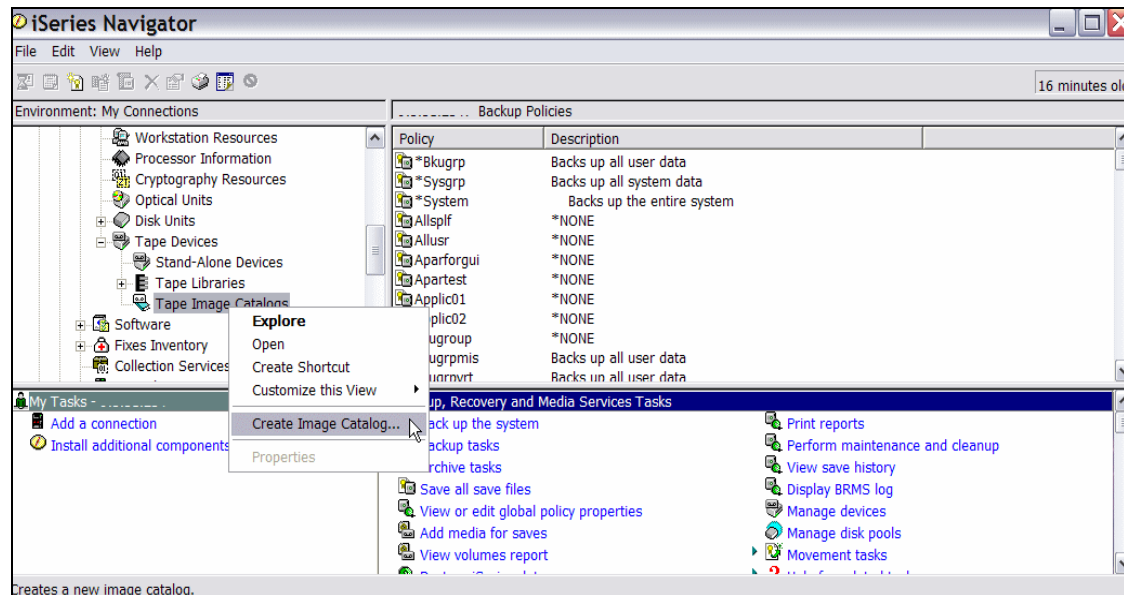 iSeries Navigator
File Edit View Help
16 minutes old
Environment: My Connections
Backup Policies
Workstation Resources
Processor Information
Cryptography Resources
Optical Units
Disk Units
Tape Devices
Stand-Alone Devices
Tape Libraries
Tape Image Catalogs
Software
Fixes Inventory
Collection Services
Policy Description
*Bkugrp Backs up all user data
*Sysgrp Backs up all system data
*System Backs up the entire system
Allsplf *NONE
Allusr *NONE
Aparforgui *NONE
Apartest *NONE
Applic01 *NONE
plic02 *NONE
ugroup *NONE
ugrpmis Backs up all user data
ugrpvrt Backs up all user data
Explore
Open
Create Shortcut
Customize this View
Create Image Catalog...
Properties
My Tasks -
Add a connection
Install additional components
up, Recovery and Media Services Tasks
ack up the system
ackup tasks
rchive tasks
Save all save files
View or edit global policy properties
Add media for saves
View volumes report
Print reports
Perform maintenance and cleanup
View save history
Display BRMS log
Manage devices
Manage disk pools
Movement tasks
Creates a new image catalog.